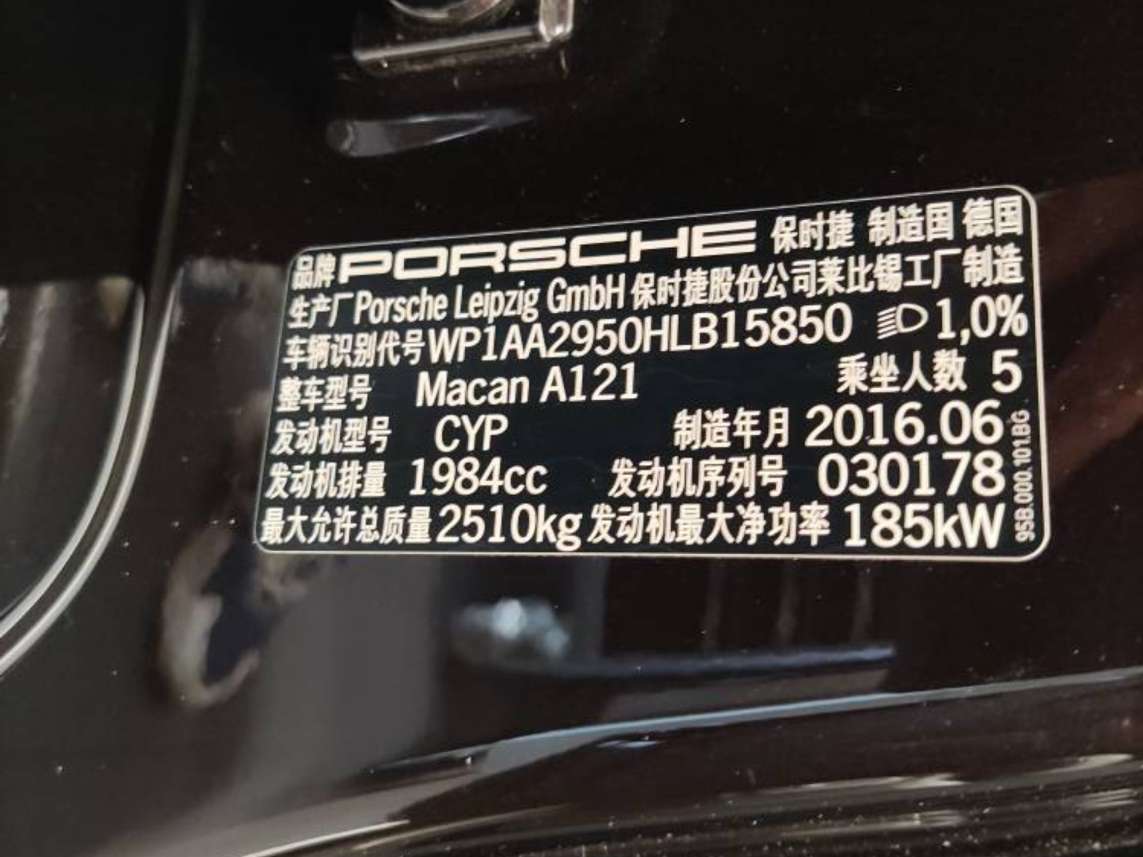 品牌 PORSCHE 保时捷 制造国 德国
生产厂 Porsche Leipzig GmbH 保时捷股份公司莱比锡工厂制造
车辆识别代号 WP1AA2950HLB15850 1,0%
整车型号 Macan A121 乘坐人数 5
发动机型号 CYP 制造年月 2016.06
发动机排量 1984cc 发动机序列号 030178
最大允许总质量 2510kg 发动机最大净功率 185kW
95B.000.101.BG